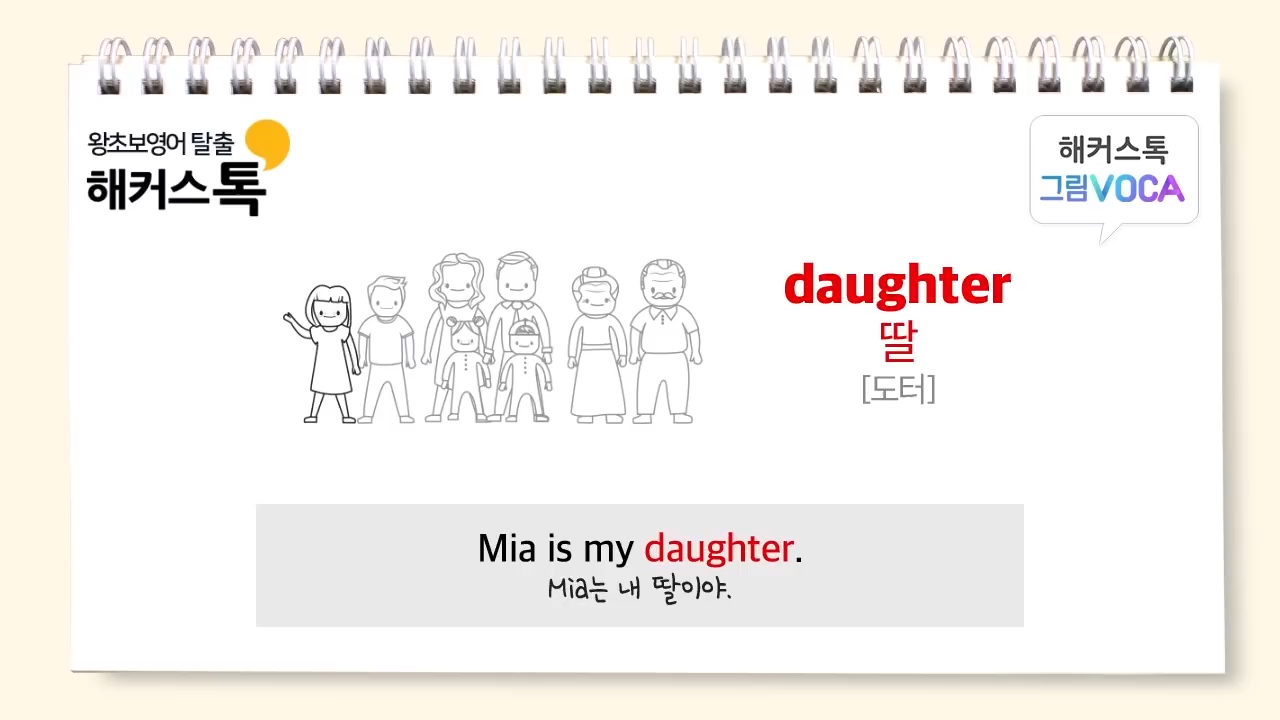 왕초보영어 탈출
해커스톡
해커스톡
그림VOCA
daughter
딸
[도터]
Mia is my daughter.
Mia는 내 딸이야.